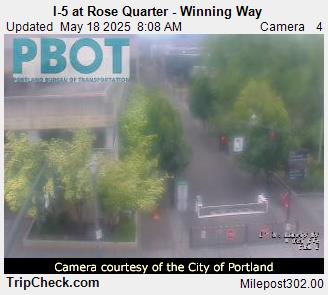 I-5 at Rose Quarter - Winning Way
Updated May 18 2025 8:08 AM Camera 4
PBOT
PORTLAND BUREAU OF TRANSPORTATION
Camera courtesy of the City of Portland
TripCheck.com Milepost302.00